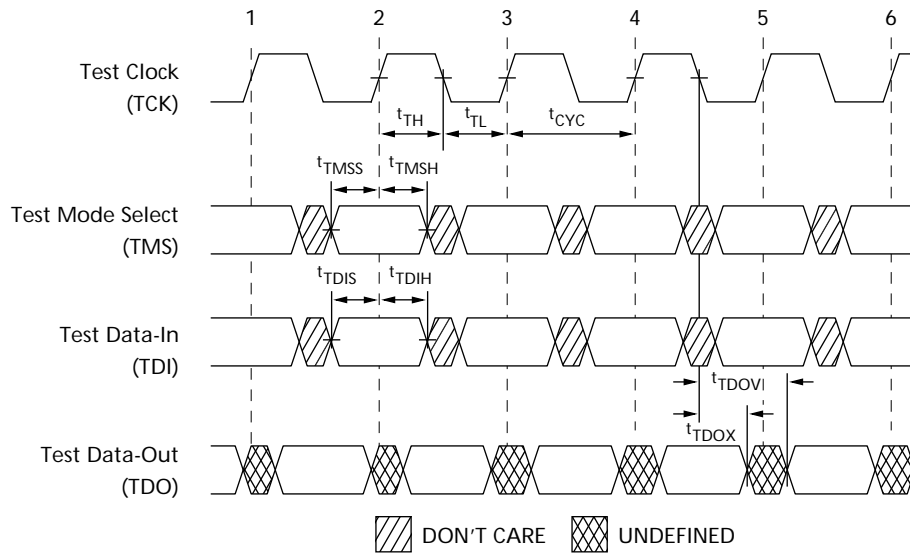 1 2 3 4 5 6
Test Clock
(TCK)
tTH tTL tCYC
tTMSS tTMSH
Test Mode Select
(TMS)
tTDIS tTDIH
Test Data-In
(TDI)
tTDOV
tTDOX
Test Data-Out
(TDO)
DON'T CARE UNDEFINED